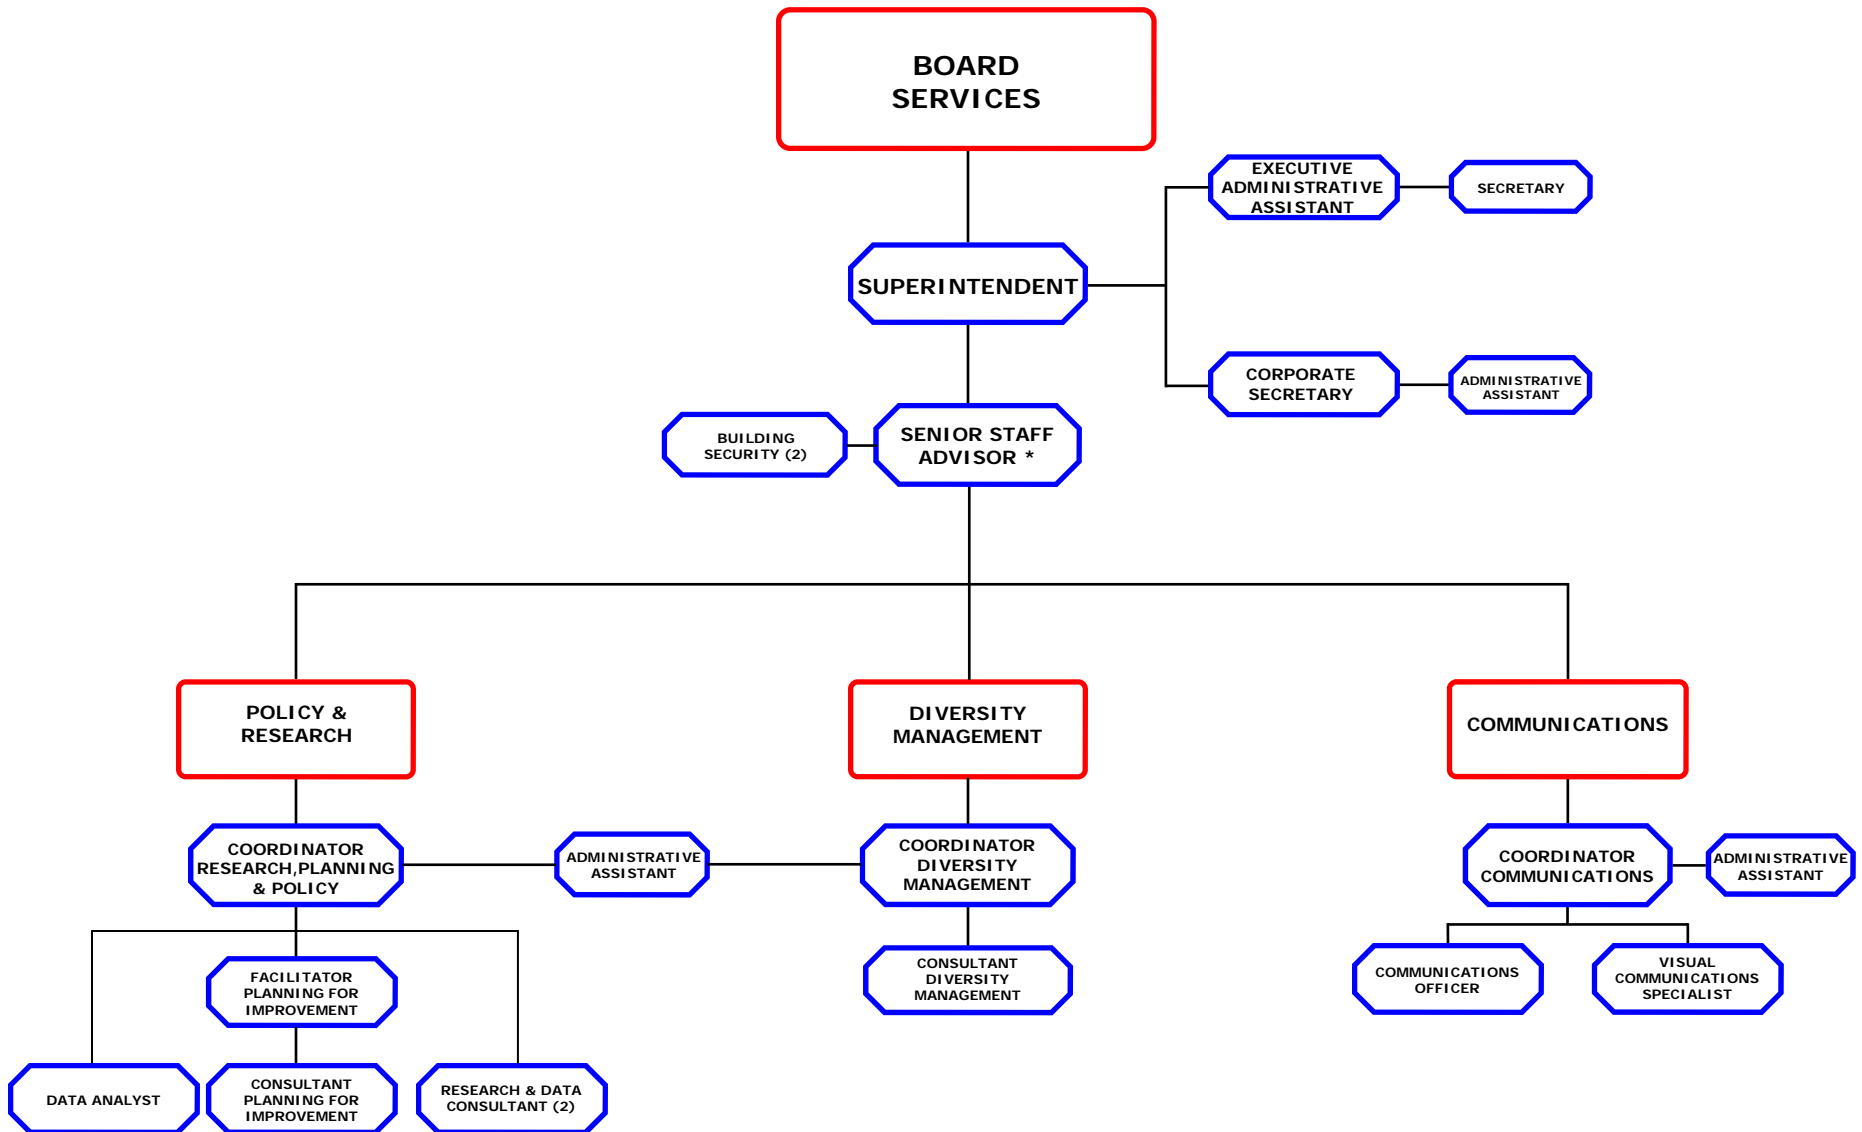 BOARD
SERVICES
EXECUTIVE
ADMINISTRATIVE
ASSISTANT
SECRETARY
SUPERINTENDENT
CORPORATE
SECRETARY
ADMINISTRATIVE
ASSISTANT
BUILDING
SECURITY (2)
SENIOR STAFF
ADVISOR *
POLICY &
RESEARCH
DIVERSITY
MANAGEMENT
COMMUNICATIONS
COORDINATOR
RESEARCH,PLANNING
& POLICY
ADMINISTRATIVE
ASSISTANT
COORDINATOR
DIVERSITY
MANAGEMENT
COORDINATOR
COMMUNICATIONS
ADMINISTRATIVE
ASSISTANT
FACILITATOR
PLANNING FOR
IMPROVEMENT
CONSULTANT
DIVERSITY
MANAGEMENT
COMMUNICATIONS
OFFICER
VISUAL
COMMUNICATIONS
SPECIALIST
DATA ANALYST
CONSULTANT
PLANNING FOR
IMPROVEMENT
RESEARCH & DATA
CONSULTANT (2)